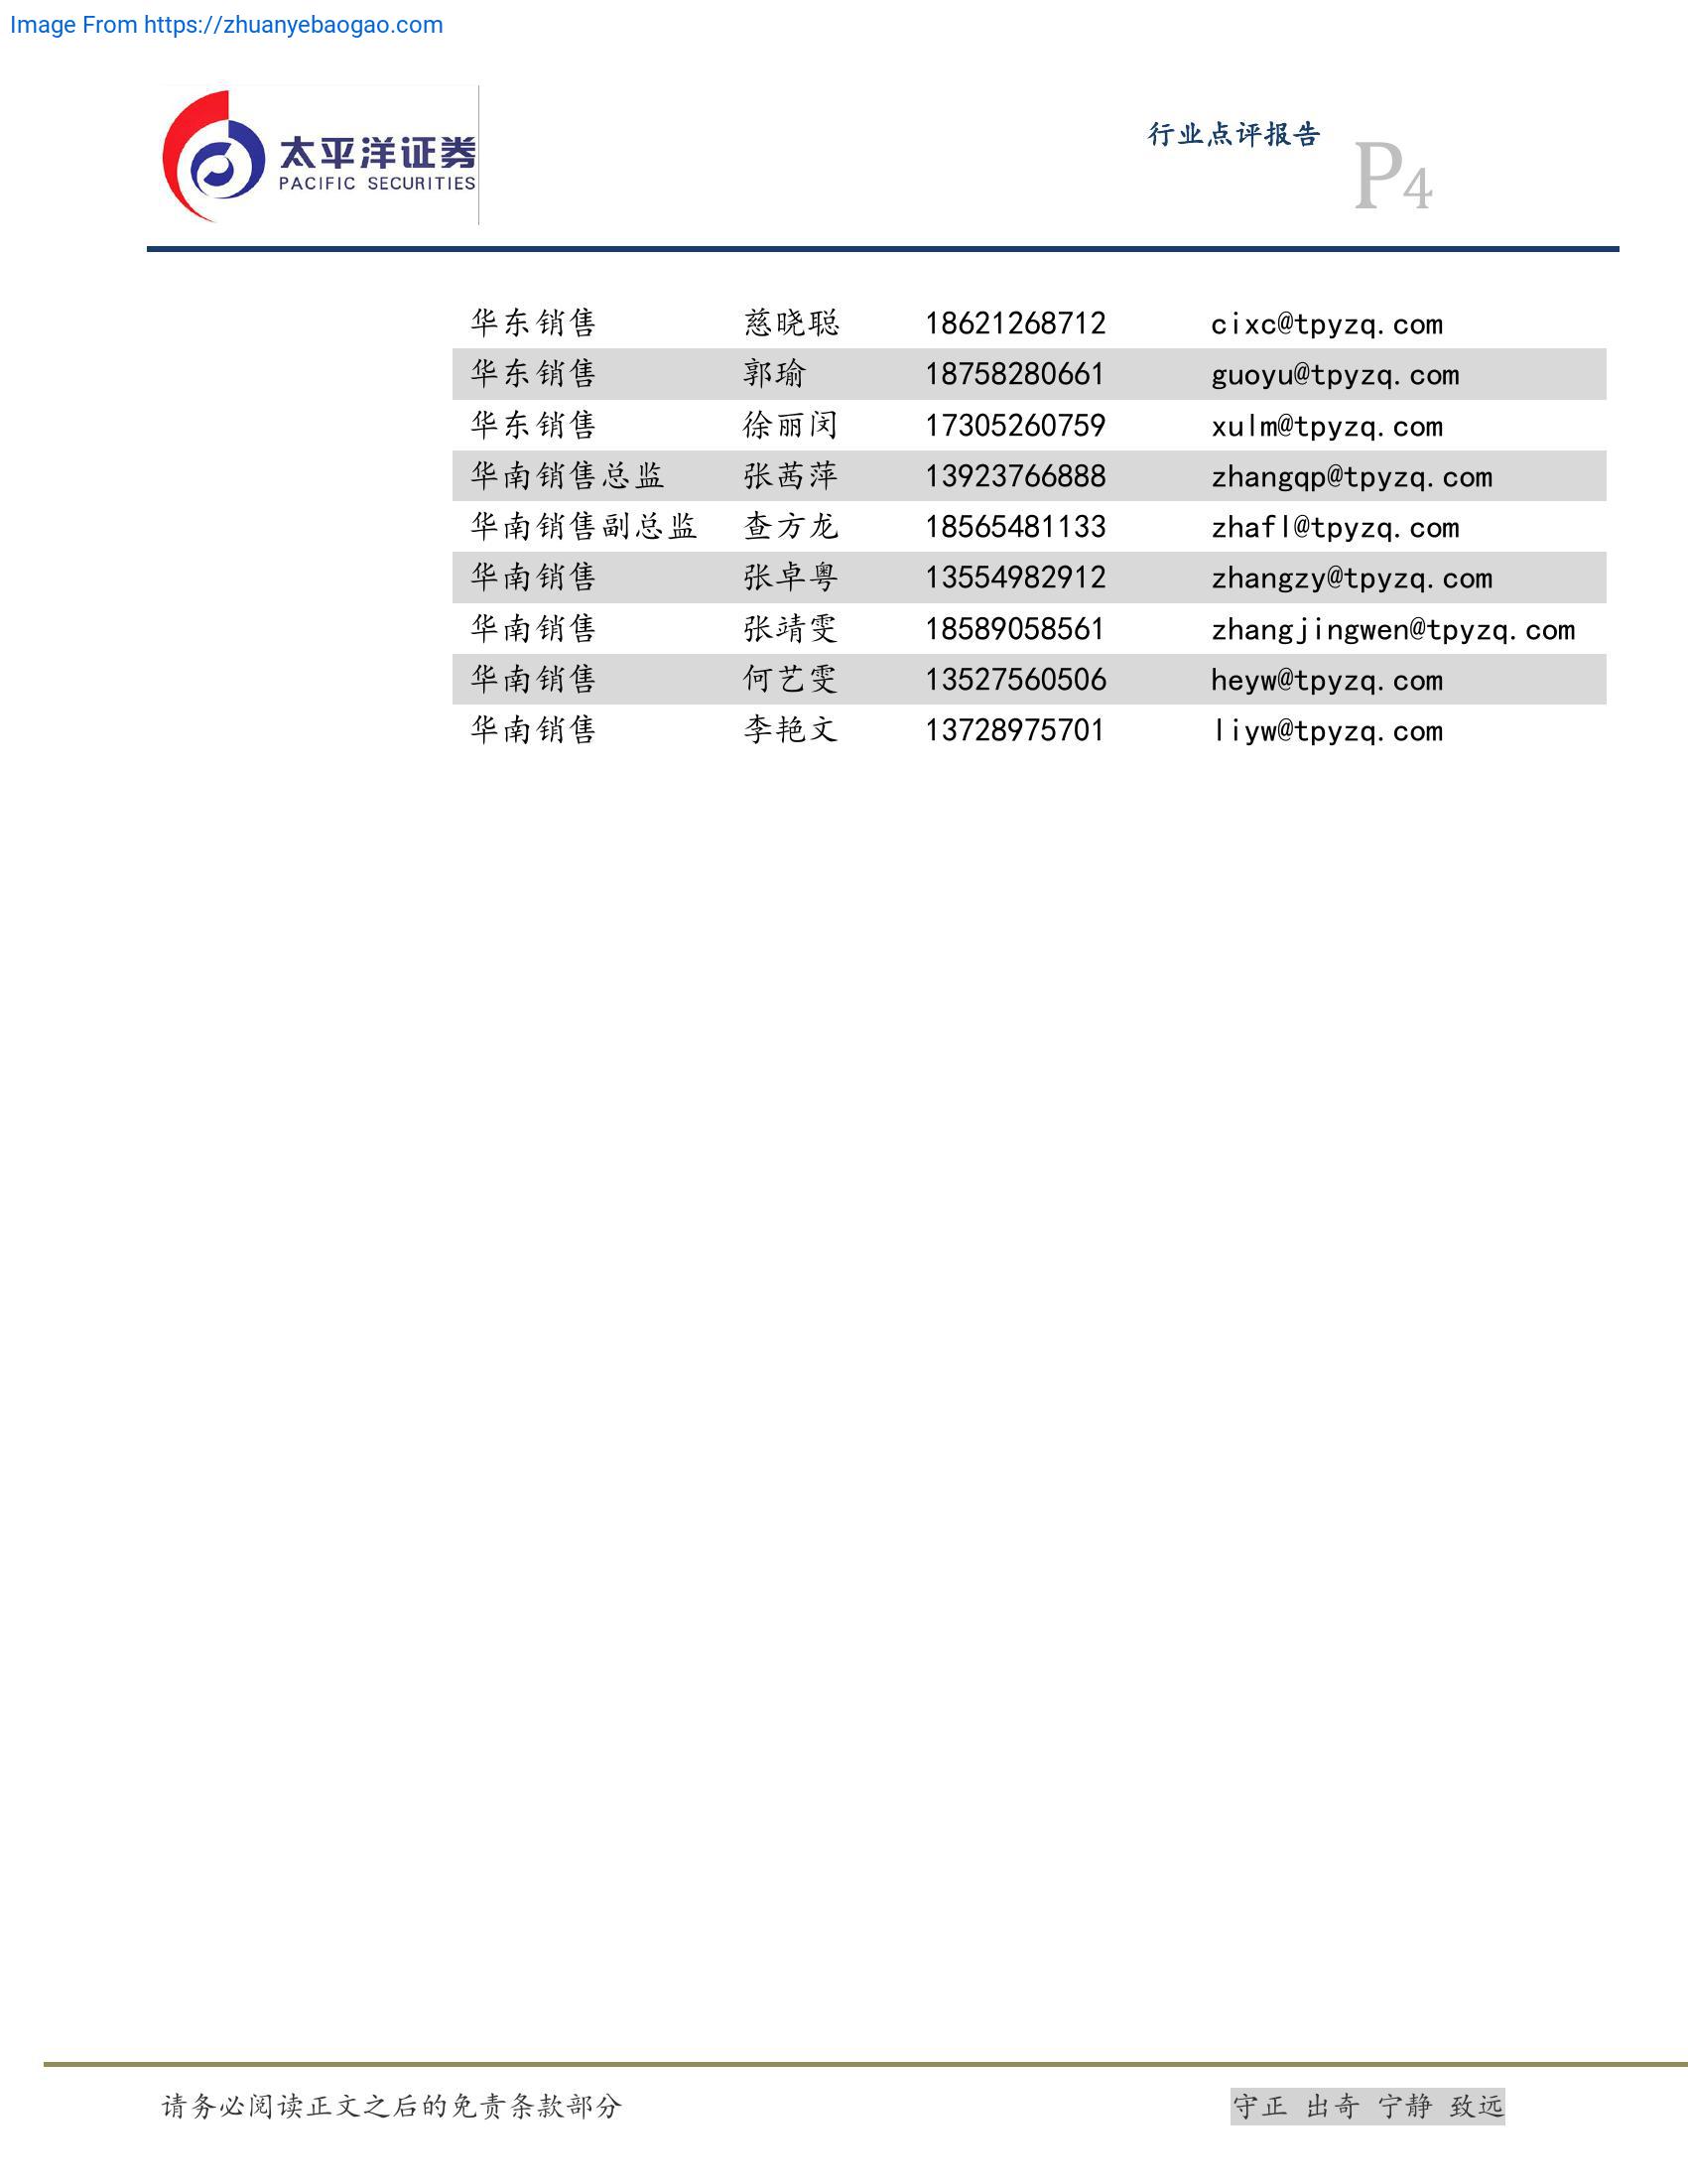 Image From https://zhuanyebaogao.com
太平洋证券
PACIFIC SECURITIES
行业点评报告 P4
华东销售 慈晓聪 18621268712 cixc@tpyzq.com
华东销售 郭瑜 18758280661 guoyu@tpyzq.com
华东销售 徐丽闵 17305260759 xulm@tpyzq.com
华南销售总监 张茜萍 13923766888 zhangqp@tpyzq.com
华南销售副总监 查方龙 18565481133 zhafl@tpyzq.com
华南销售 张卓粤 13554982912 zhangzy@tpyzq.com
华南销售 张靖雯 18589058561 zhangjingwen@tpyzq.com
华南销售 何艺雯 13527560506 heyw@tpyzq.com
华南销售 李艳文 13728975701 liyw@tpyzq.com
请务必阅读正文之后的免责条款部分 守正 出奇 宁静 致远